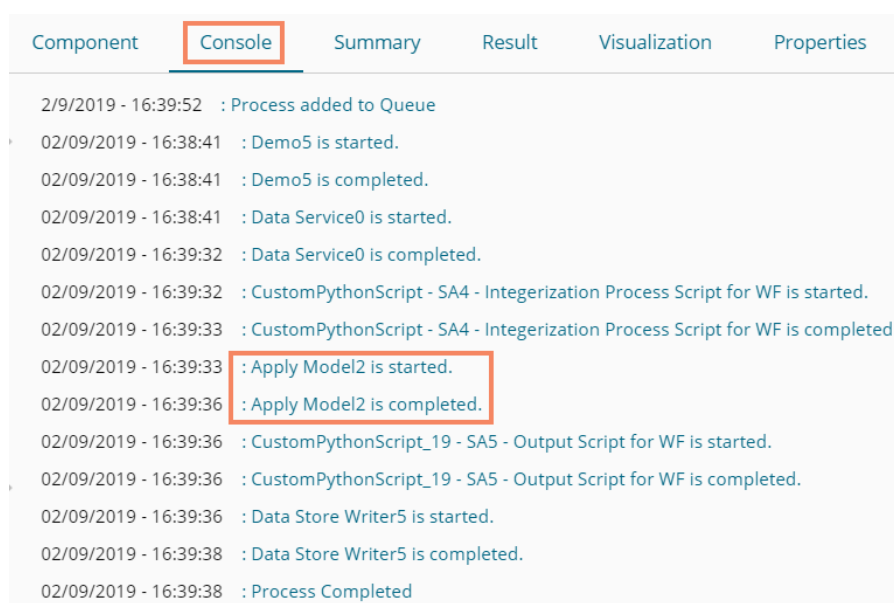 Component Console Summary Result Visualization Properties
2/9/2019 - 16:39:52 : Process added to Queue
02/09/2019 - 16:38:41 : Demo5 is started.
02/09/2019 - 16:38:41 : Demo5 is completed.
02/09/2019 - 16:38:41 : Data Service0 is started.
02/09/2019 - 16:39:32 : Data Service0 is completed.
02/09/2019 - 16:39:32 : CustomPythonScript - SA4 - Integerization Process Script for WF is started.
02/09/2019 - 16:39:33 : CustomPythonScript - SA4 - Integerization Process Script for WF is completed
02/09/2019 - 16:39:33 : Apply Model2 is started.
02/09/2019 - 16:39:36 : Apply Model2 is completed.
02/09/2019 - 16:39:36 : CustomPythonScript_19 - SA5 - Output Script for WF is started.
02/09/2019 - 16:39:36 : CustomPythonScript_19 - SA5 - Output Script for WF is completed.
02/09/2019 - 16:39:36 : Data Store Writer5 is started.
02/09/2019 - 16:39:38 : Data Store Writer5 is completed.
02/09/2019 - 16:39:38 : Process Completed